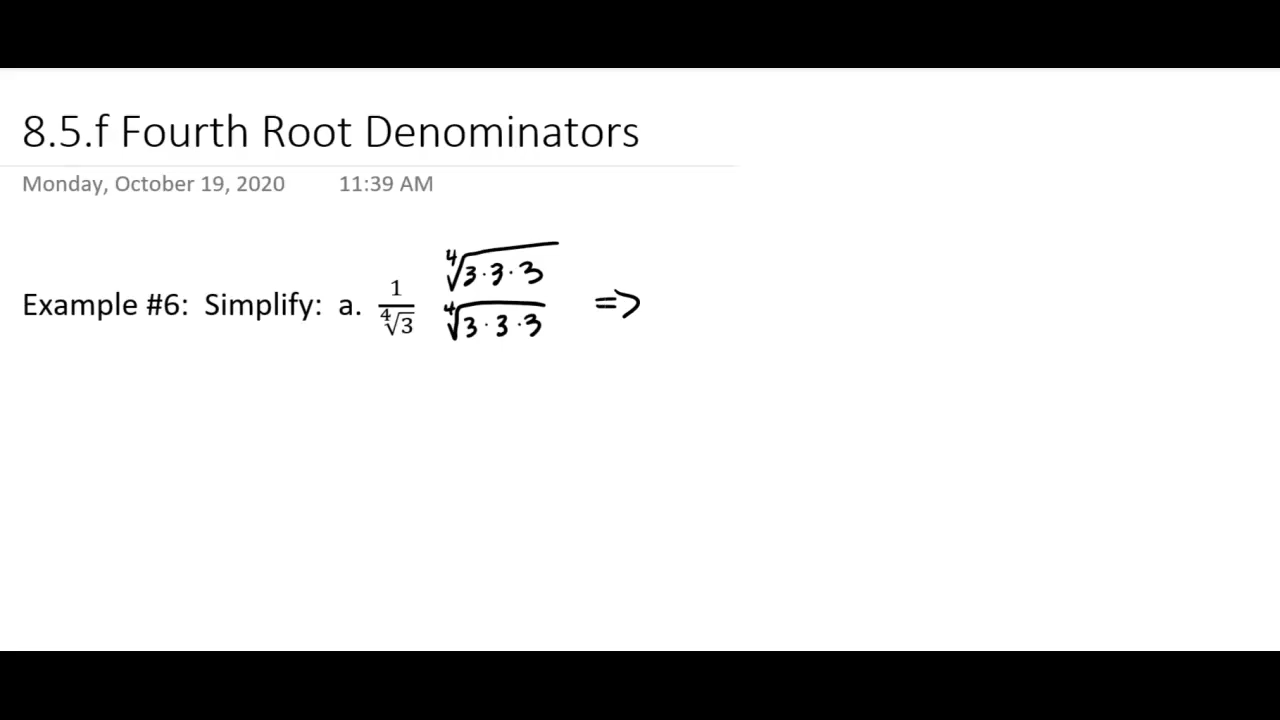 8.5.f Fourth Root Denominators
Monday, October 19, 2020 11:39 AM
Example #6: Simplify: a. 1/∜3 ∜(3·3·3)/∜(3·3·3) =>